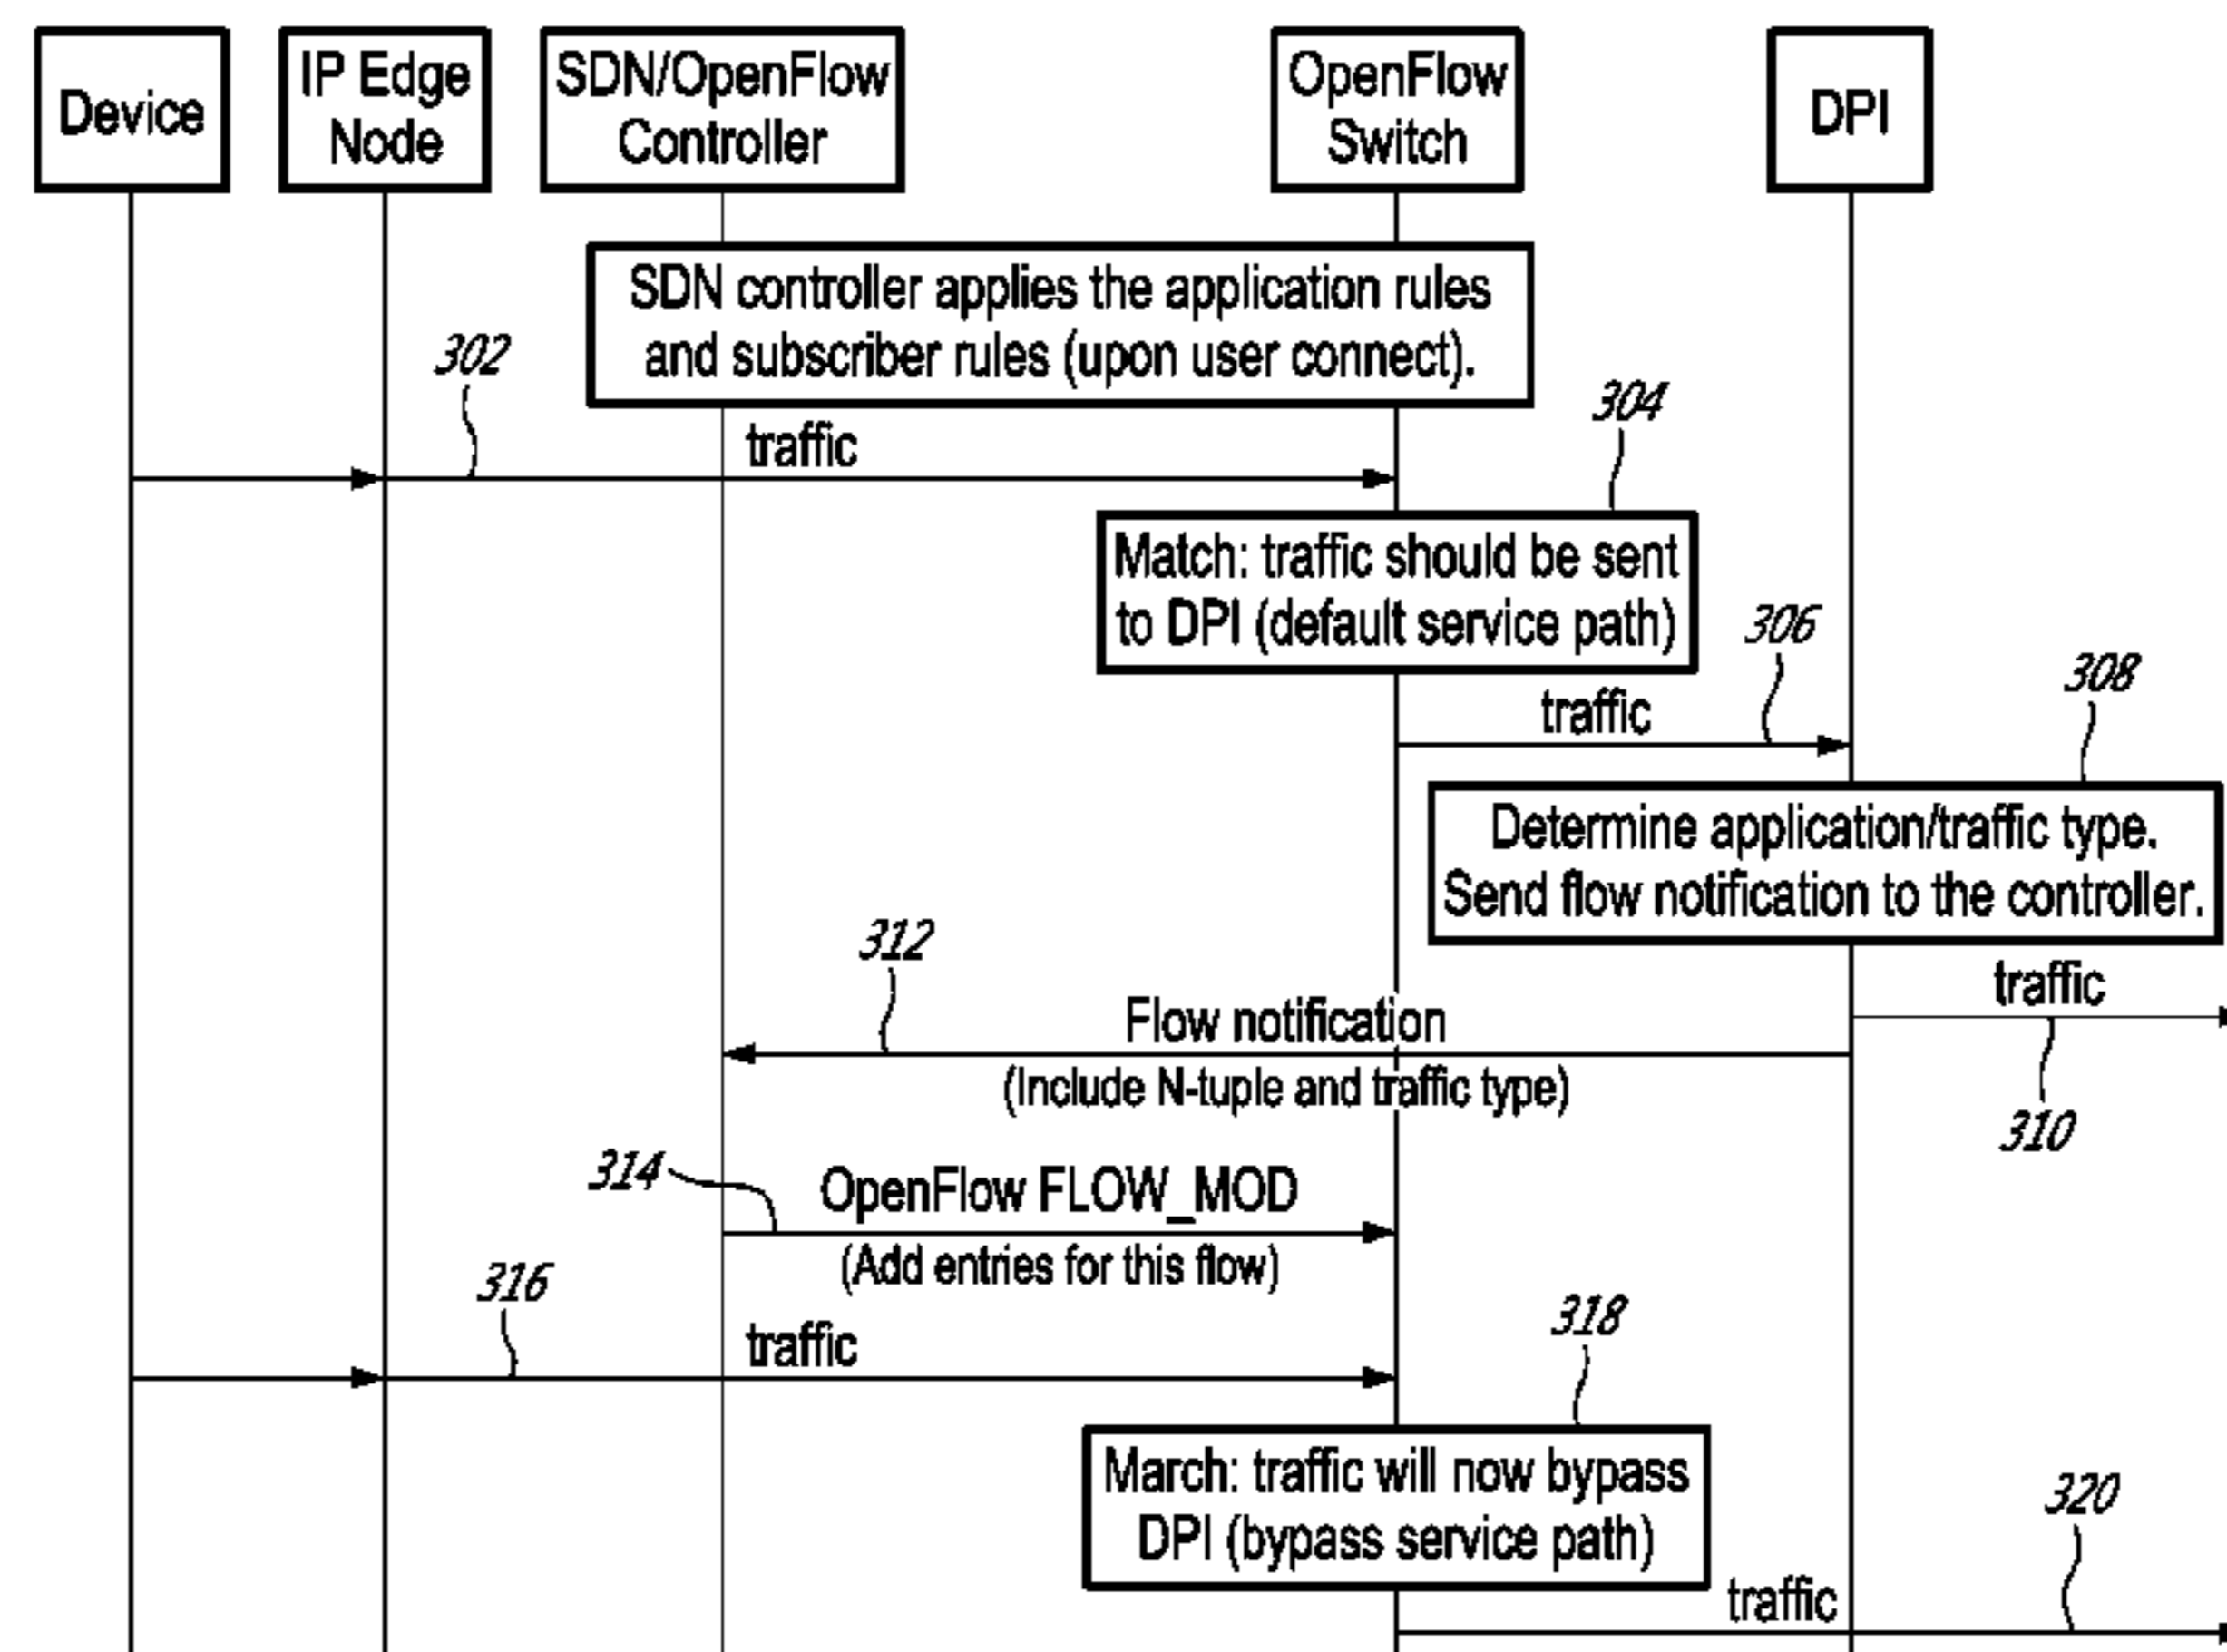 Device
IP Edge
Node
SDN/OpenFlow
Controller
OpenFlow
Switch
DPI
SDN controller applies the application rules
and subscriber rules (upon user connect).
302
traffic
304
Match: traffic should be sent
to DPI (default service path)
306
traffic
308
Determine application/traffic type.
Send flow notification to the controller.
traffic
310
312
Flow notification
(Include N-tuple and traffic type)
314
OpenFlow FLOW_MOD
(Add entries for this flow)
316
traffic
318
March: traffic will now bypass
DPI (bypass service path)
320
traffic